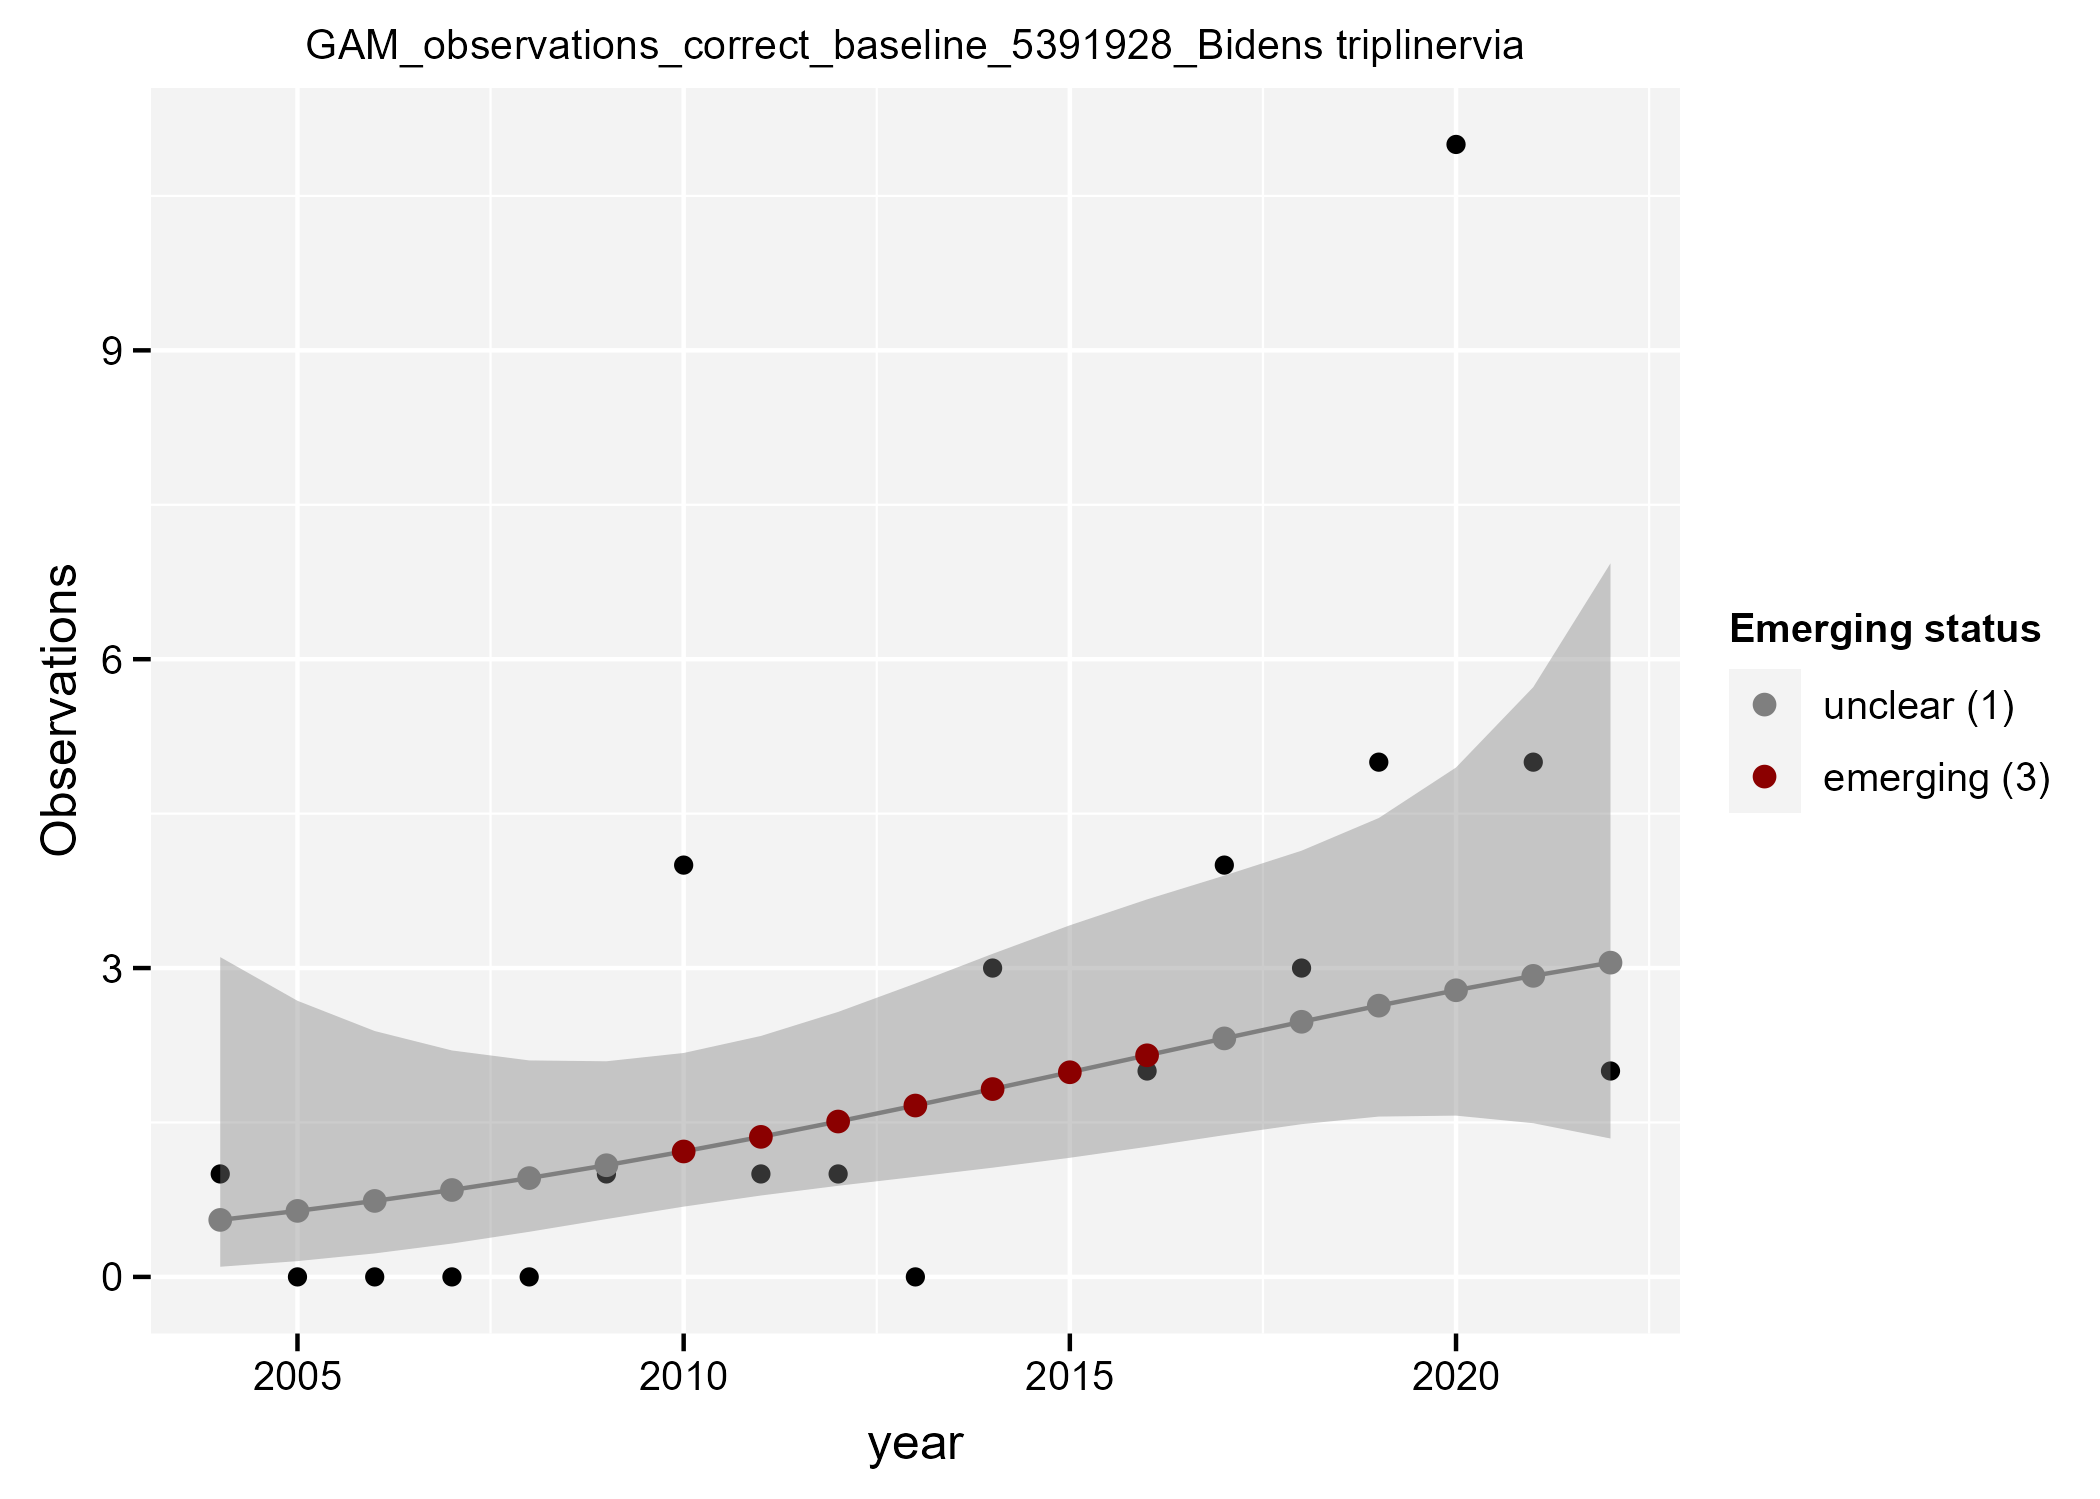 GAM_observations_correct_baseline_5391928_Bidens triplinervia
Observations
9
6
3
0
2005
2010
2015
2020
year
Emerging status
unclear (1)
emerging (3)